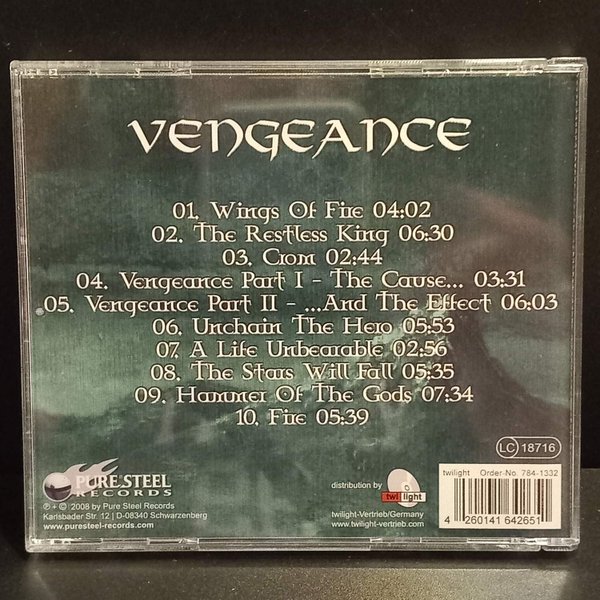 VENGEANCE
01. Wings Of Fire 04:02
02. The Restless King 06:30
03. Crom 02:44
04. Vengeance Part I - The Cause... 03:31
05. Vengeance Part II - ...And The Effect 06:03
06. Unchain The Hero 05:53
07. A Life Unbearable 02:56
08. The Stars Will Fall 05:35
09. Hammer Of The Gods 07:34
10. Fire 05:39
LC 18716
PURE STEEL
RECORDS
℗ + © 2008 by Pure Steel Records
Karlsbader Str. 12 | D-08340 Schwarzenberg
www.puresteel-records.com
distribution by
twilight
twilight-Vertrieb/Germany
www.twilight-vertrieb.com
twilight Order-No. 784-1332
4 260141 642651